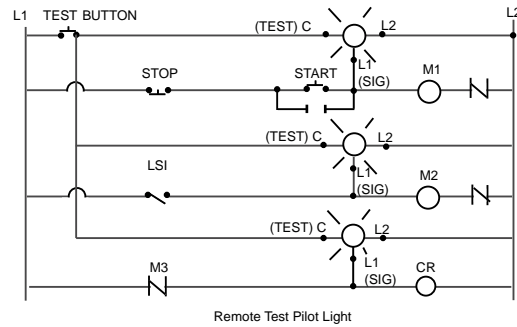 L1 TEST BUTTON (TEST) C L2 L2
L1
STOP START (SIG) M1
(TEST) C L2
LSI L1
(SIG) M2
(TEST) C L2
M3 L1
(SIG) CR
Remote Test Pilot Light